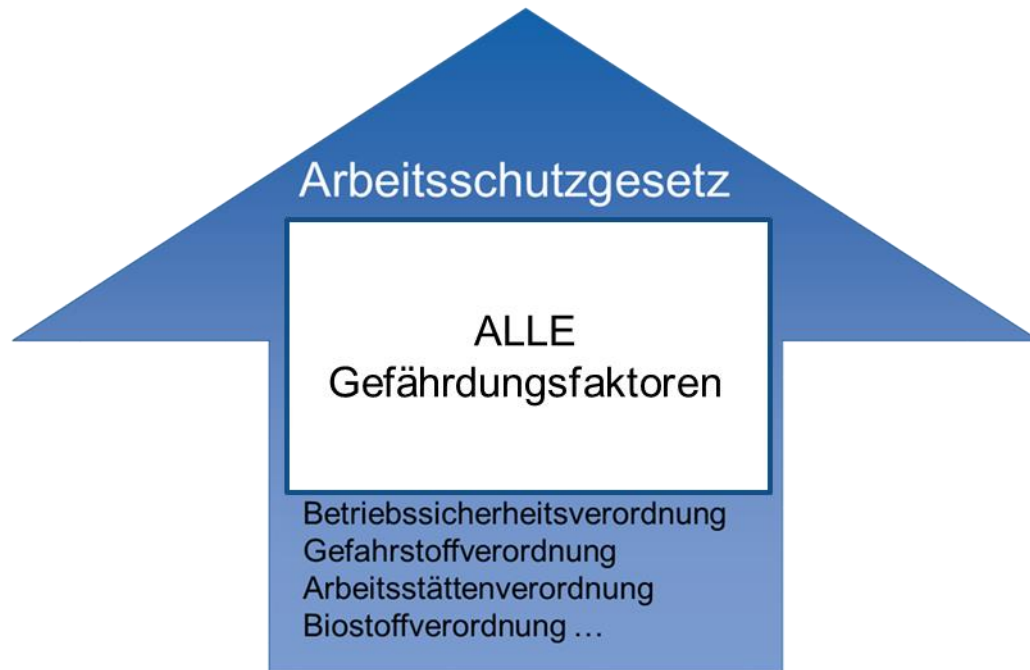 Arbeitsschutzgesetz
ALLE
Gefährdungsfaktoren
Betriebssicherheitsverordnung
Gefahrstoffverordnung
Arbeitsstättenverordnung
Biostoffverordnung ...